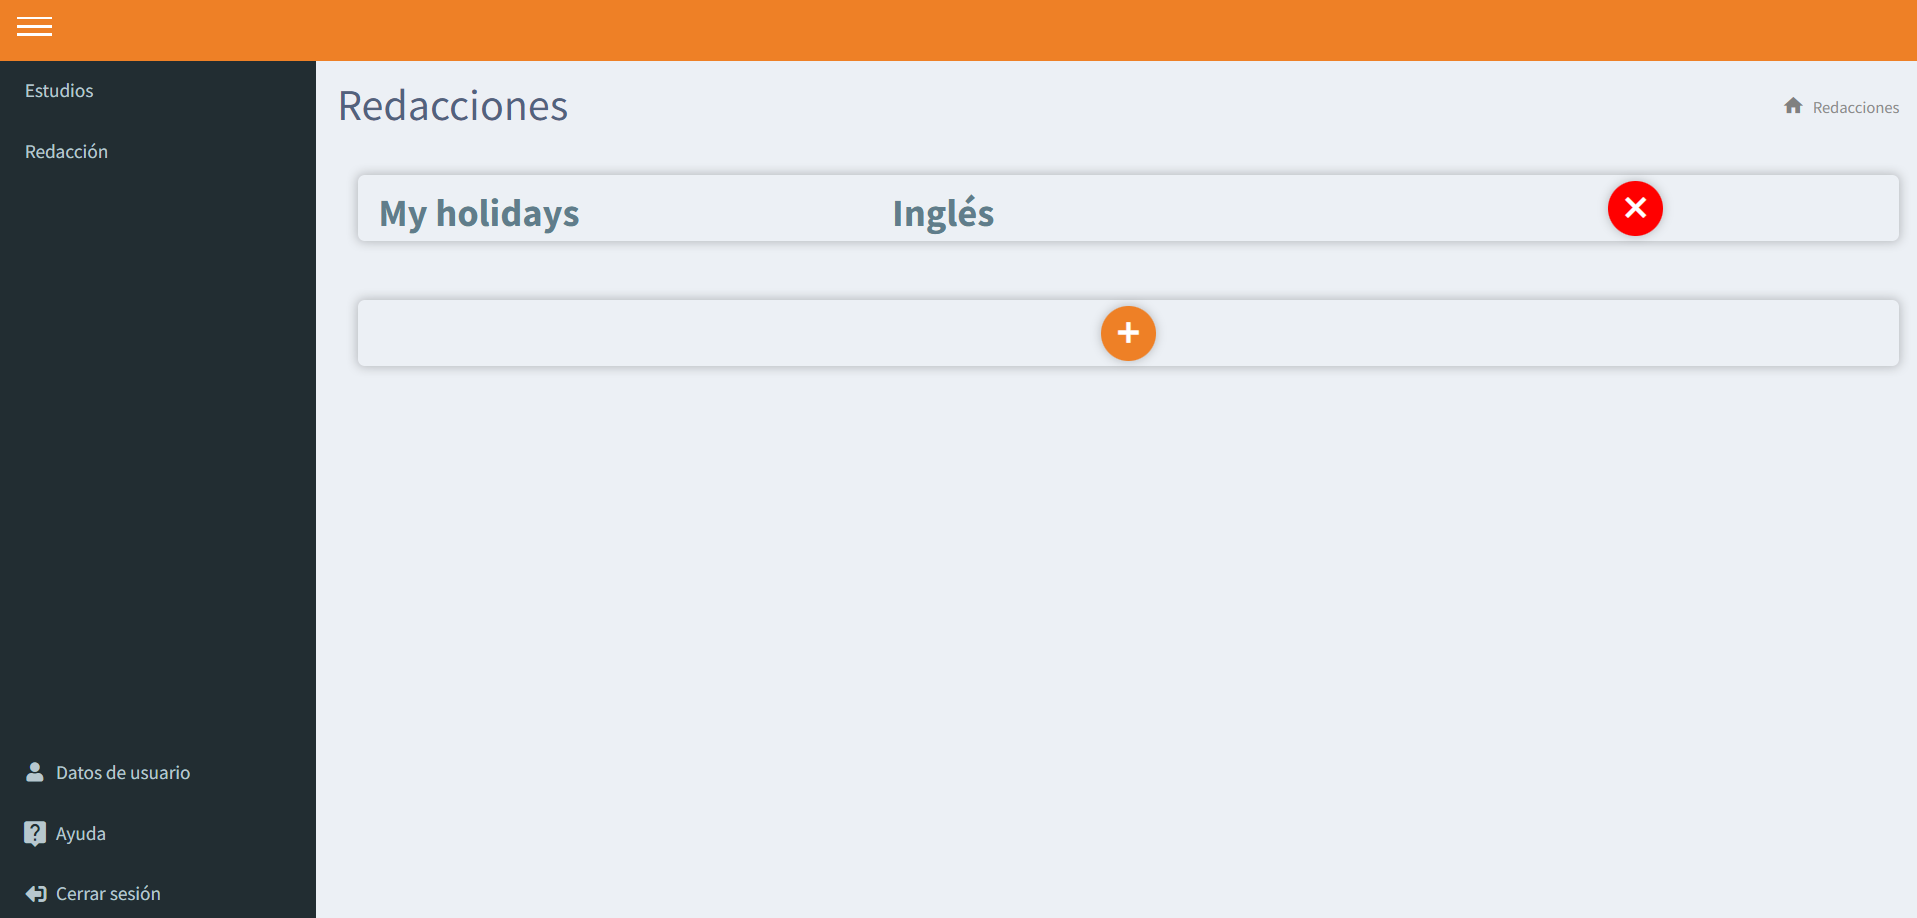 Estudios
Redacción
Redacciones
Redacciones
My holidays Inglés
Datos de usuario
Ayuda
Cerrar sesión